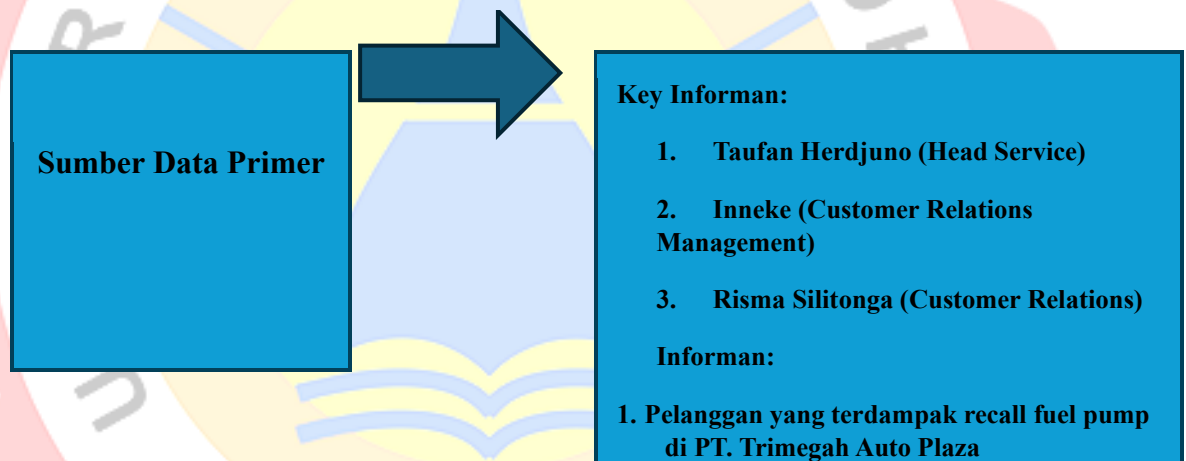 Sumber Data Primer
Key Informan:
1. Taufan Herdjuno (Head Service)
2. Inneke (Customer Relations
Management)
3. Risma Silitonga (Customer Relations)
Informan:
1. Pelanggan yang terdampak recall fuel pump
di PT. Trimegah Auto Plaza